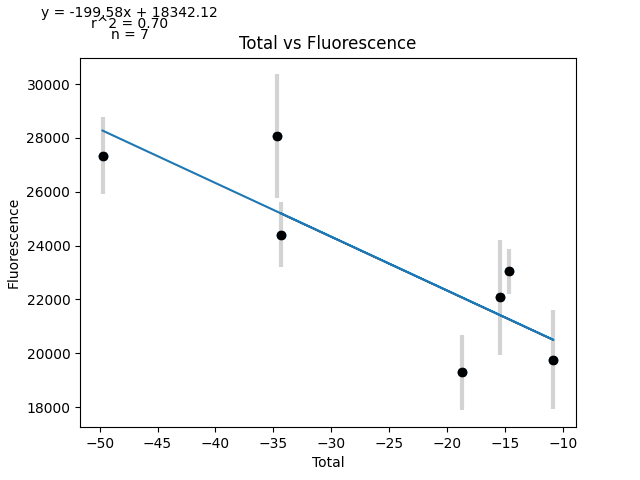 y = -199.58x + 18342.12
r^2 = 0.70
n = 7
Total vs Fluorescence
30000
28000
26000
24000
22000
20000
18000
Fluorescence
−50 −45 −40 −35 −30 −25 −20 −15 −10
Total